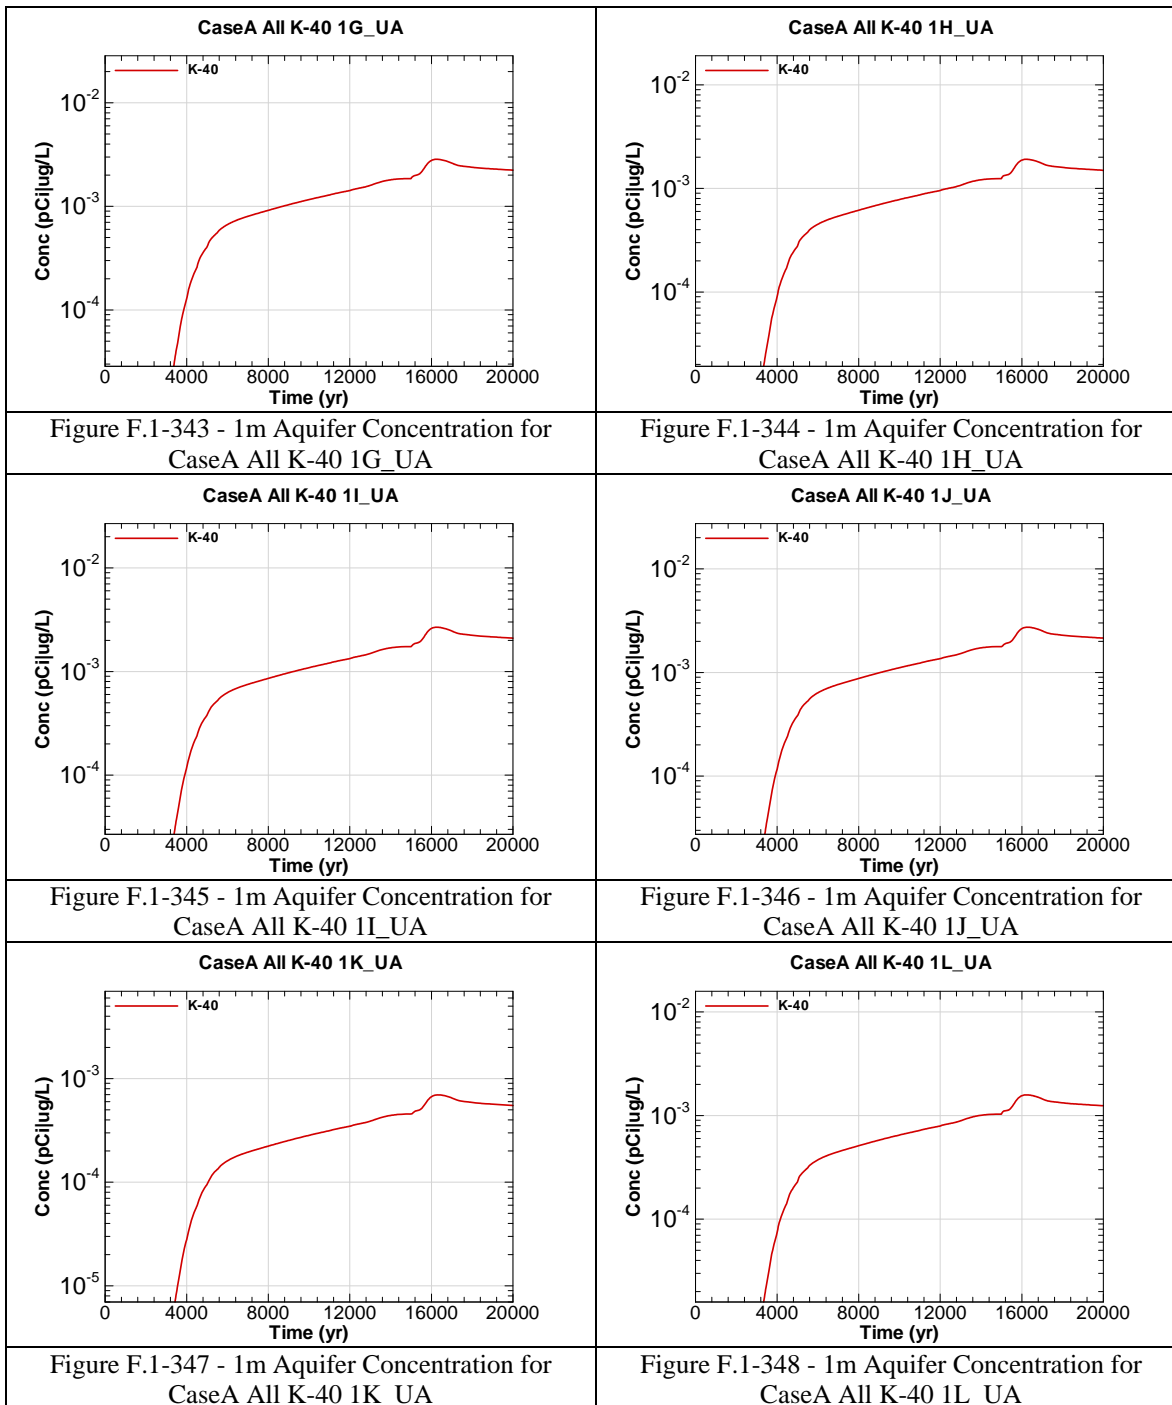 CaseA All K-40 1G_UA
K-40
10^-2
10^-3
10^-4
Conc (pCi|ug/L)
0 4000 8000 12000 16000 20000
Time (yr)
Figure F.1-343 - 1m Aquifer Concentration for
CaseA All K-40 1G_UA
CaseA All K-40 1H_UA
K-40
10^-2
10^-3
10^-4
Conc (pCi|ug/L)
0 4000 8000 12000 16000 20000
Time (yr)
Figure F.1-344 - 1m Aquifer Concentration for
CaseA All K-40 1H_UA
CaseA All K-40 1I_UA
K-40
10^-2
10^-3
10^-4
Conc (pCi|ug/L)
0 4000 8000 12000 16000 20000
Time (yr)
Figure F.1-345 - 1m Aquifer Concentration for
CaseA All K-40 1I_UA
CaseA All K-40 1J_UA
K-40
10^-2
10^-3
10^-4
Conc (pCi|ug/L)
0 4000 8000 12000 16000 20000
Time (yr)
Figure F.1-346 - 1m Aquifer Concentration for
CaseA All K-40 1J_UA
CaseA All K-40 1K_UA
K-40
10^-3
10^-4
10^-5
Conc (pCi|ug/L)
0 4000 8000 12000 16000 20000
Time (yr)
Figure F.1-347 - 1m Aquifer Concentration for
CaseA All K-40 1K_UA
CaseA All K-40 1L_UA
K-40
10^-2
10^-3
10^-4
Conc (pCi|ug/L)
0 4000 8000 12000 16000 20000
Time (yr)
Figure F.1-348 - 1m Aquifer Concentration for
CaseA All K-40 1L_UA